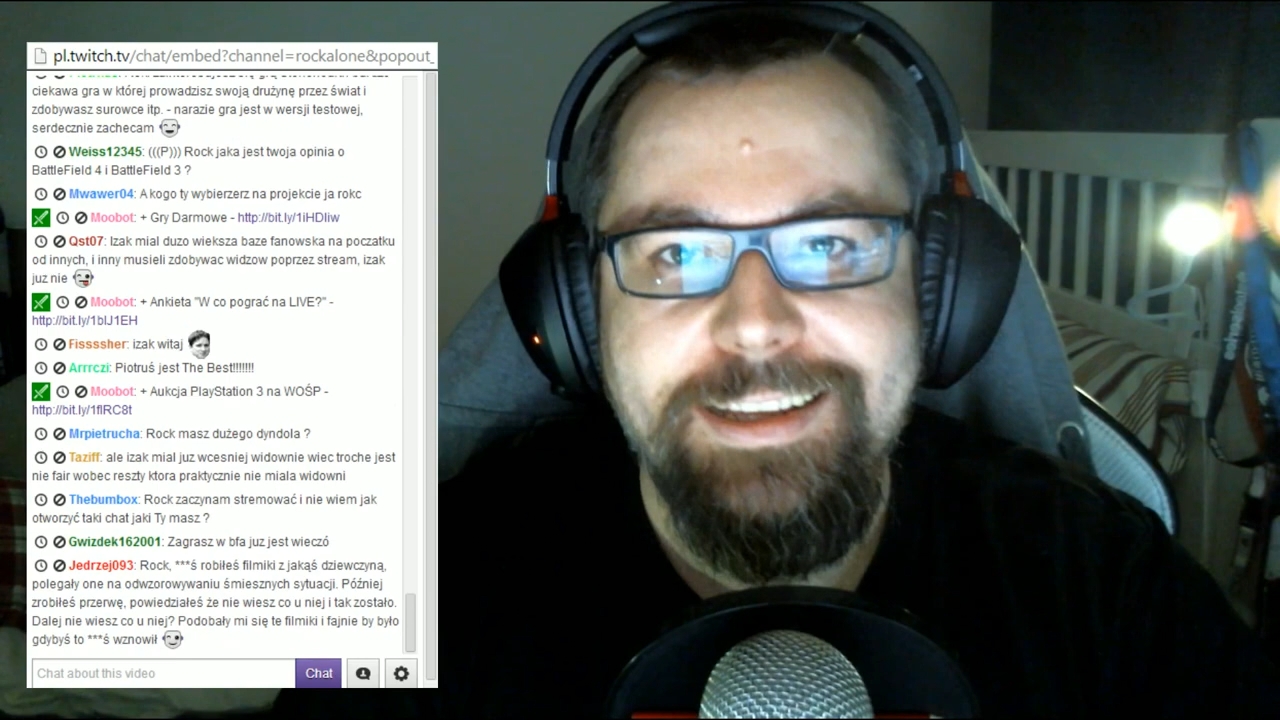 pl.twitch.tv/chat/embed?channel=rockalone&popout_
ciekawa gra w której prowadzisz swoją drużynę przez świat i
zdobywasz surowce itp. - narazie gra jest w wersji testowej,
serdecznie zachecam
Weiss12345: (((P))) Rock jaka jest twoja opinia o
BattleField 4 i BattleField 3 ?
Mwawer04: A kogo ty wybierzerz na projekcie ja rokc
Moobot: + Gry Darmowe - http://bit.ly/1iHDIiw
Qst07: Izak mial duzo wieksza baze fanowska na poczatku
od innych, i inny musieli zdobywac widzow poprzez stream, izak
juz nie
Moobot: + Ankieta "W co pograć na LIVE?" -
http://bit.ly/1bIJ1EH
Fissssher: izak witaj
Arrrczi: Piotruś jest The Best!!!!!!!
Moobot: + Aukcja PlayStation 3 na WOŚP -
http://bit.ly/1flRC8t
Mrpietrucha: Rock masz dużego dyndola ?
Taziff: ale izak mial juz wcesniej widownie wiec troche jest
nie fair wobec reszty ktora praktycznie nie miala widowni
Thebumbox: Rock zaczynam stremować i nie wiem jak
otworzyć taki chat jaki Ty masz ?
Gwizdek162001: Zagrasz w bfa juz jest wieczó
Jedrzej093: Rock, ***ś robiłeś filmiki z jakąś dziewczyną,
polegały one na odwzorowywaniu śmiesznych sytuacji. Później
zrobiłeś przerwę, powiedziałeś że nie wiesz co u niej i tak zostało.
Dalej nie wiesz co u niej? Podobały mi się te filmiki i fajnie by było
gdybyś to ***ś wznowił
Chat about this video
Chat